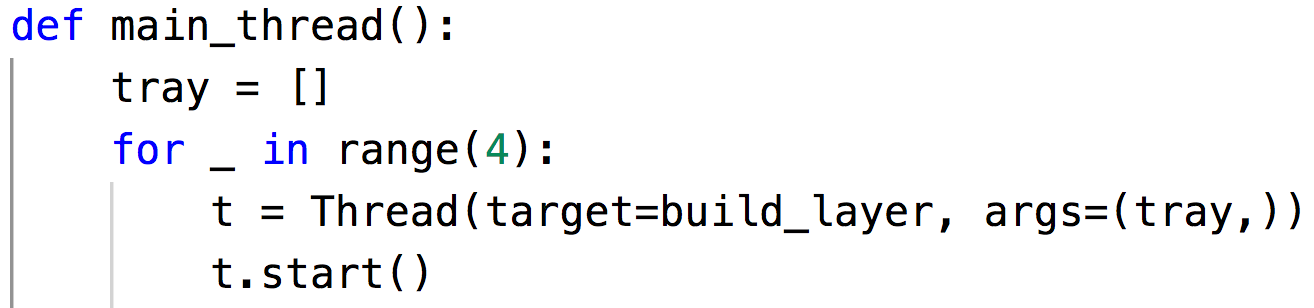 def main_thread():
    tray = []
    for _ in range(4):
        t = Thread(target=build_layer, args=(tray,))
        t.start()